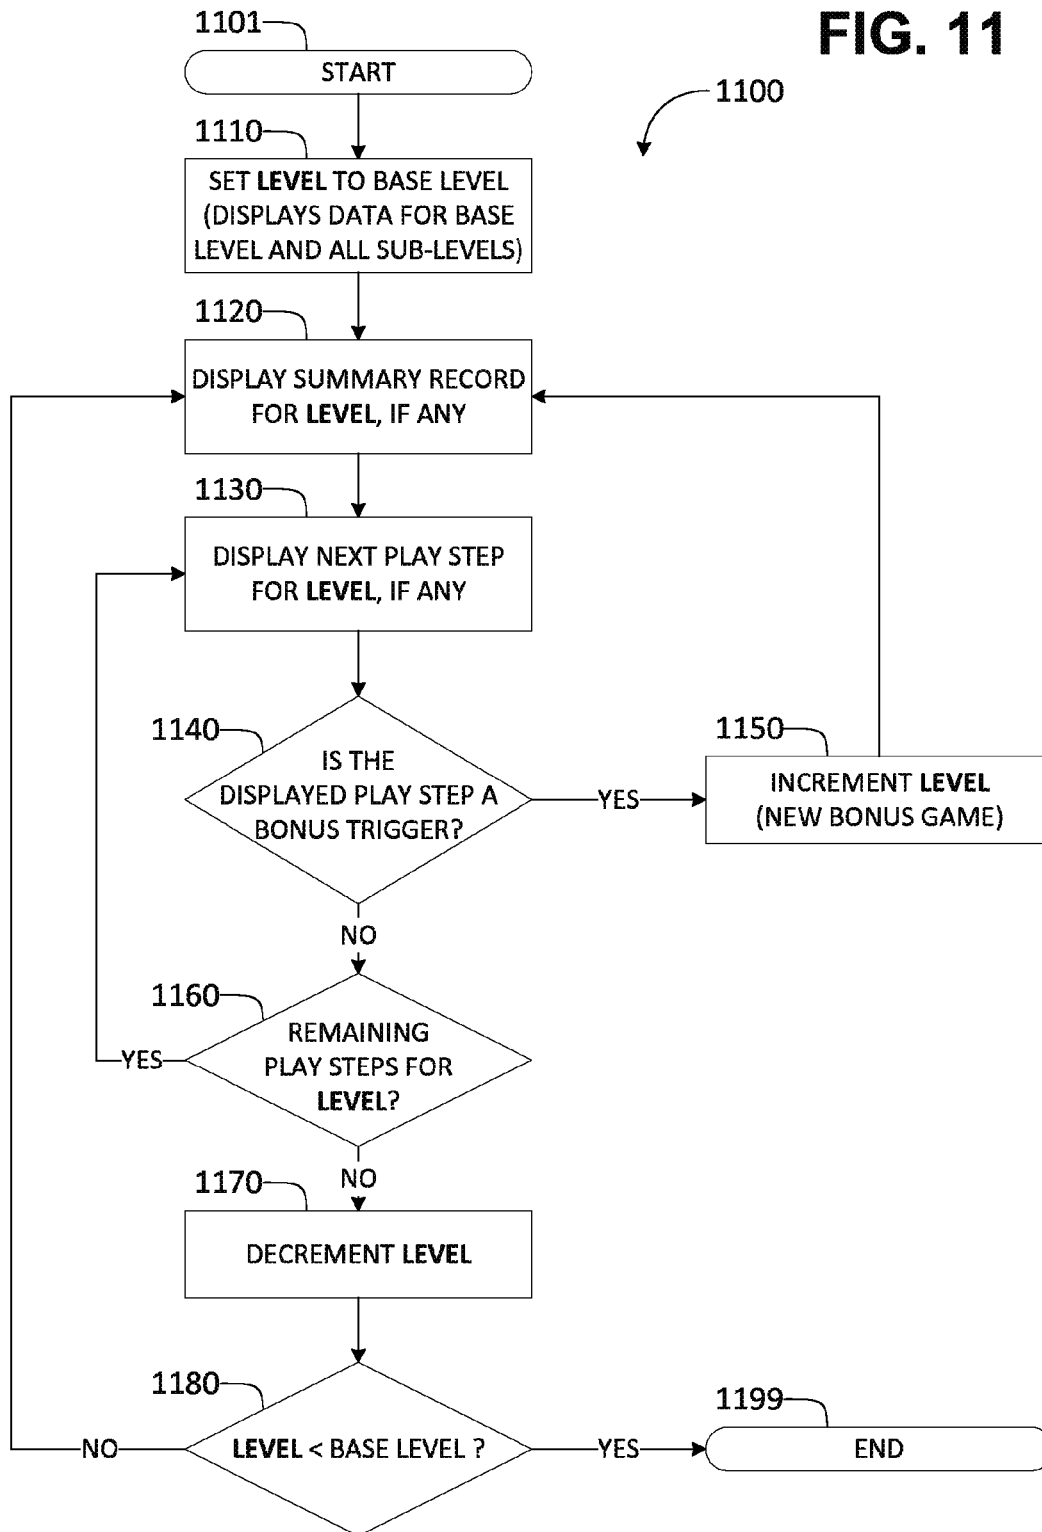 FIG. 11
1101
START
1100
1110
SET LEVEL TO BASE LEVEL
(DISPLAYS DATA FOR BASE
LEVEL AND ALL SUB-LEVELS)
1120
DISPLAY SUMMARY RECORD
FOR LEVEL, IF ANY
1130
DISPLAY NEXT PLAY STEP
FOR LEVEL, IF ANY
1140
IS THE
DISPLAYED PLAY STEP A
BONUS TRIGGER?
YES
1150
INCREMENT LEVEL
(NEW BONUS GAME)
NO
1160
REMAINING
PLAY STEPS FOR
LEVEL?
YES
NO
1170
DECREMENT LEVEL
1180
LEVEL < BASE LEVEL ?
NO
YES
1199
END